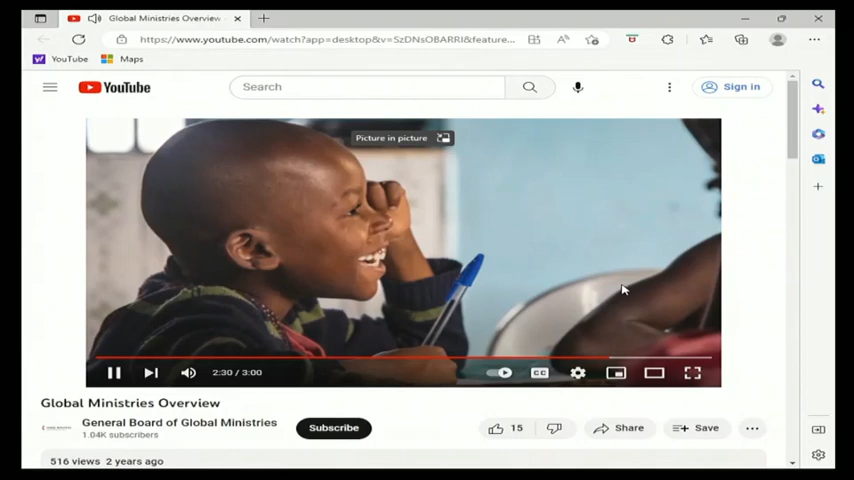 Global Ministries Overview
https://www.youtube.com/watch?app=desktop&v=SzDNsOBARRI&feature...
YouTube
Maps
YouTube
Search
Sign in
Picture in picture
2:30 / 3:00
CC
Global Ministries Overview
General Board of Global Ministries
1.04K subscribers
Subscribe
15
Share
Save
516 views 2 years ago